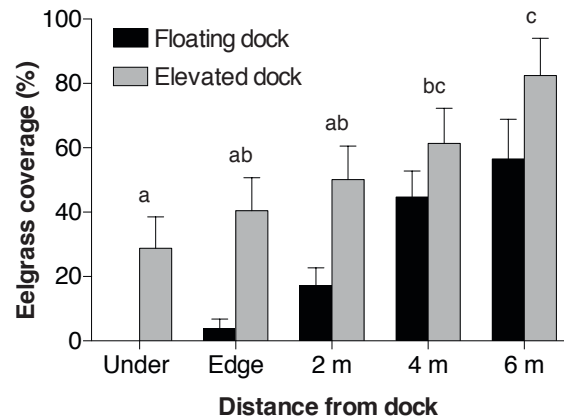 100
80
60
40
20
0
Eelgrass coverage (%)
Floating dock
Elevated dock
a
ab
ab
bc
c
Under
Edge
2 m
4 m
6 m
Distance from dock